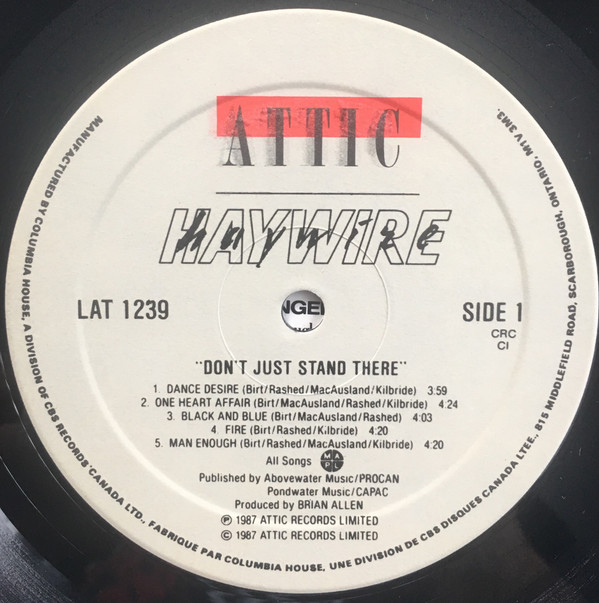 ATTIC
HAYWIRE
haywire
LAT 1239
SIDE 1
CRC
CI
"DON'T JUST STAND THERE"
1. DANCE DESIRE (Birt/Rashed/MacAusland/Kilbride) 3:59
2. ONE HEART AFFAIR (Birt/MacAusland/Rashed/Kilbride) 4:24
3. BLACK AND BLUE (Birt/MacAusland/Rashed) 4:03
4. FIRE (Birt/Rashed/Kilbride) 4:20
5. MAN ENOUGH (Birt/Rashed/MacAusland/Kilbride) 4:20
All Songs MAPL
Published by Abovewater Music/PROCAN
Pondwater Music/CAPAC
Produced by BRIAN ALLEN
℗ 1987 ATTIC RECORDS LIMITED
© 1987 ATTIC RECORDS LIMITED
MANUFACTURED BY COLUMBIA HOUSE, A DIVISION OF CBS RECORDS CANADA LTD., FABRIQUE PAR COLUMBIA HOUSE, UNE DIVISION DE CBS DISQUES CANADA LTEE., 815 MIDDLEFIELD ROAD, SCARBOROUGH, ONTARIO, M1V 3M3.